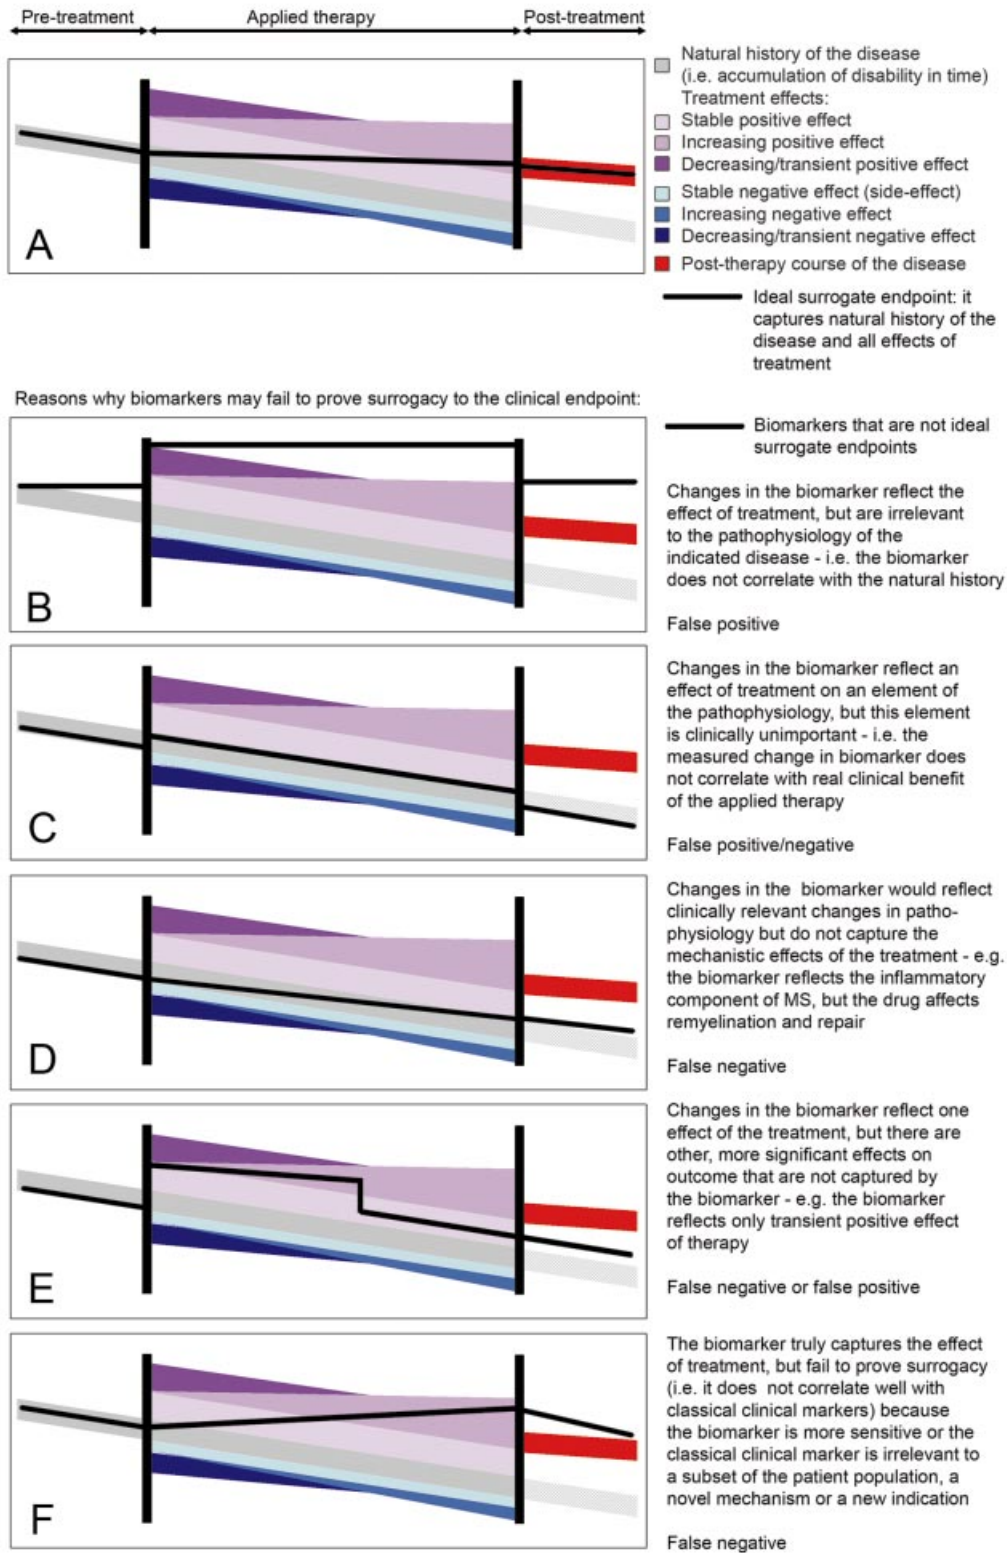 Pre-treatment
Applied therapy
Post-treatment
Natural history of the disease
(i.e. accumulation of disability in time)
Treatment effects:
Stable positive effect
Increasing positive effect
Decreasing/transient positive effect
Stable negative effect (side-effect)
Increasing negative effect
Decreasing/transient negative effect
Post-therapy course of the disease
Ideal surrogate endpoint: it
captures natural history of the
disease and all effects of
treatment
A
Reasons why biomarkers may fail to prove surrogacy to the clinical endpoint:
Biomarkers that are not ideal
surrogate endpoints
Changes in the biomarker reflect the
effect of treatment, but are irrelevant
to the pathophysiology of the
indicated disease - i.e. the biomarker
does not correlate with the natural history
False positive
B
Changes in the biomarker reflect an
effect of treatment on an element of
the pathophysiology, but this element
is clinically unimportant - i.e. the
measured change in biomarker does
not correlate with real clinical benefit
of the applied therapy
False positive/negative
C
Changes in the biomarker would reflect
clinically relevant changes in patho-
physiology but do not capture the
mechanistic effects of the treatment - e.g.
the biomarker reflects the inflammatory
component of MS, but the drug affects
remyelination and repair
False negative
D
Changes in the biomarker reflect one
effect of the treatment, but there are
other, more significant effects on
outcome that are not captured by
the biomarker - e.g. the biomarker
reflects only transient positive effect
of therapy
False negative or false positive
E
The biomarker truly captures the effect
of treatment, but fail to prove surrogacy
(i.e. it does not correlate well with
classical clinical markers) because
the biomarker is more sensitive or the
classical clinical marker is irrelevant to
a subset of the patient population, a
novel mechanism or a new indication
False negative
F